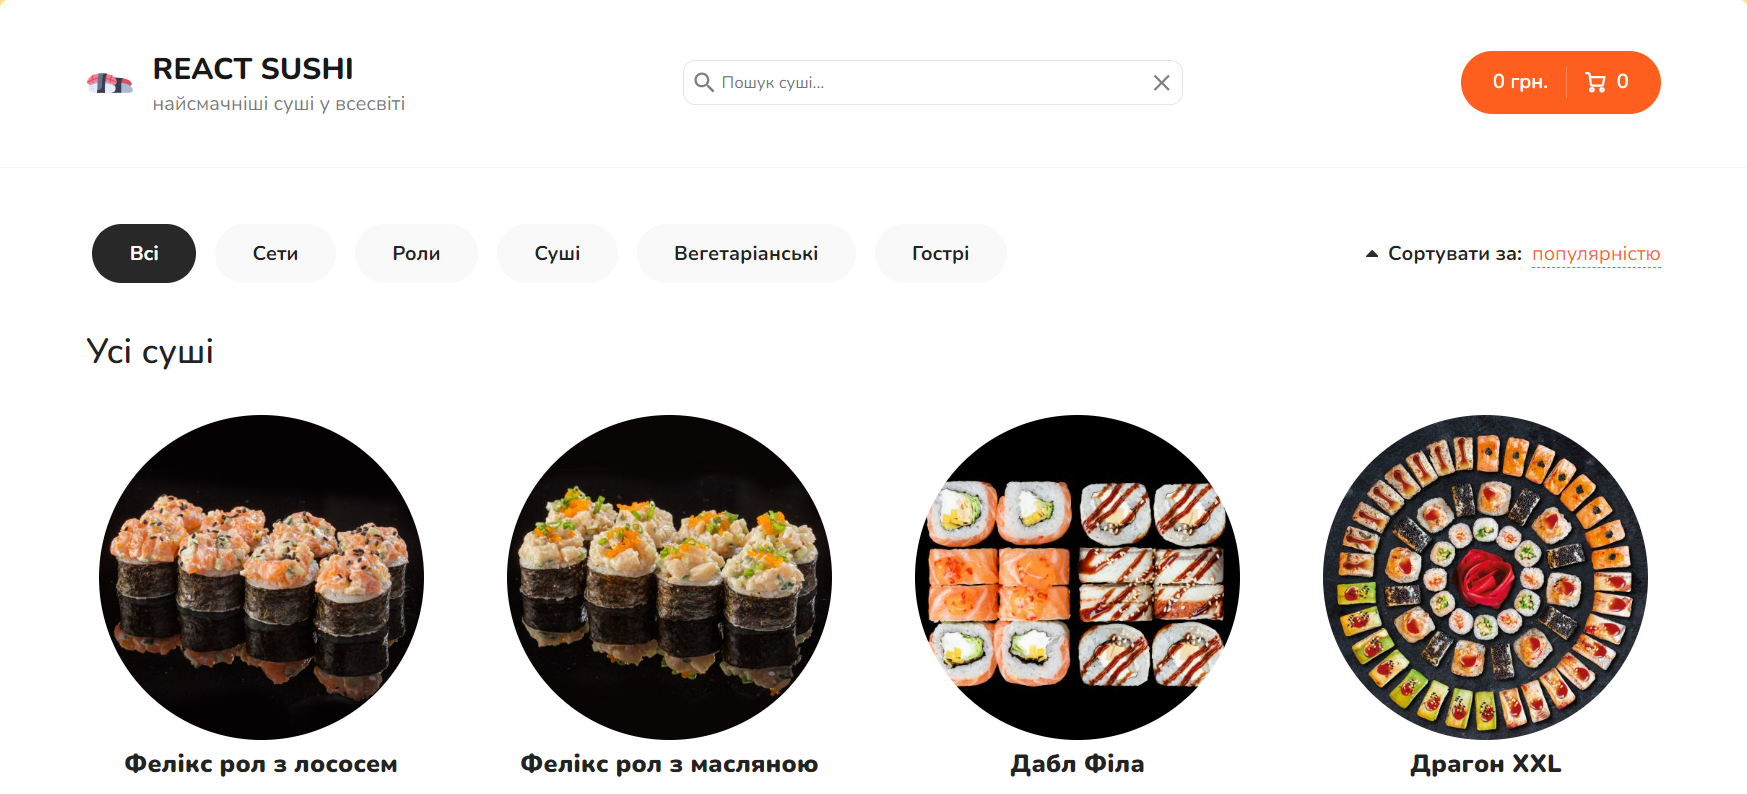 REACT SUSHI
найсмачніші суші у всесвіті
Пошук суші...
0 грн.
0
Всі
Сети
Роли
Суші
Вегетаріанські
Гострі
Сортувати за: популярністю
Усі суші
Фелікс рол з лососем
Фелікс рол з масляною
Дабл Філа
Драгон XXL